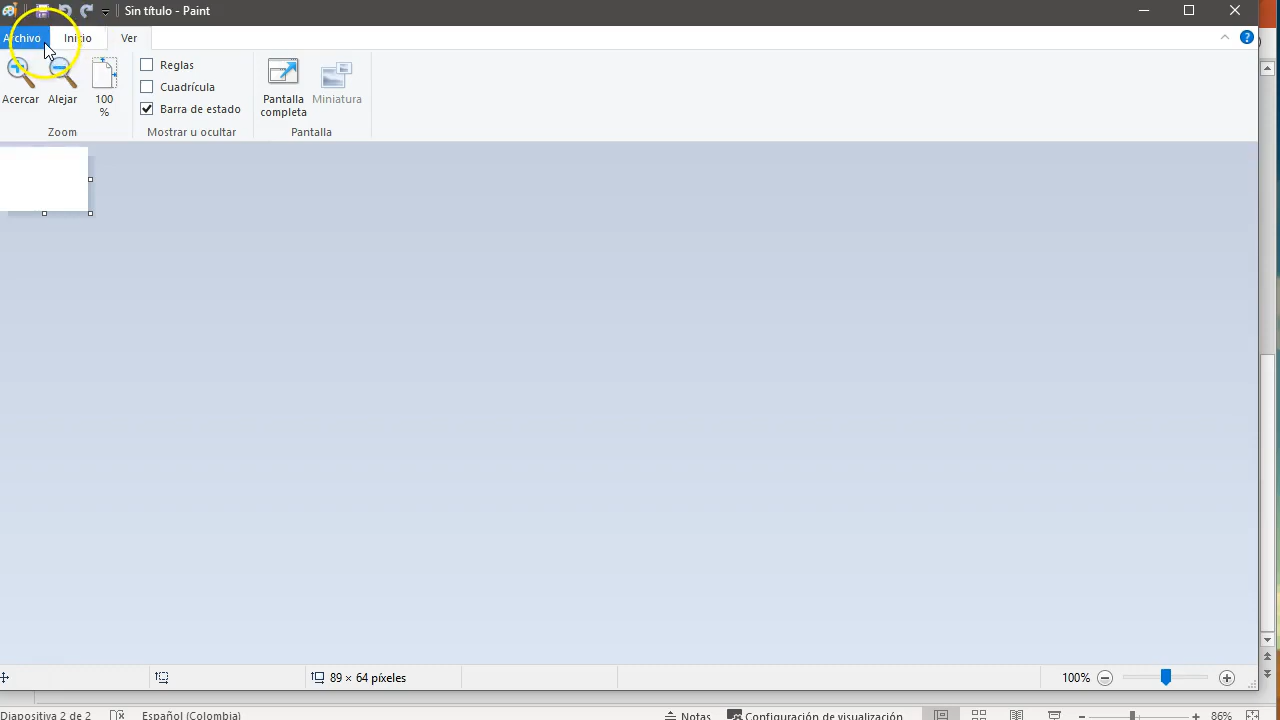 Sin título - Paint
Archivo Inicio Ver
Acercar Alejar 100 %
Reglas
Cuadrícula
Barra de estado
Pantalla completa
Miniatura
Zoom Mostrar u ocultar Pantalla
89 × 64 píxeles 100%
Diapositiva 2 de 2 Español (Colombia) Notas Configuración de visualización 86%